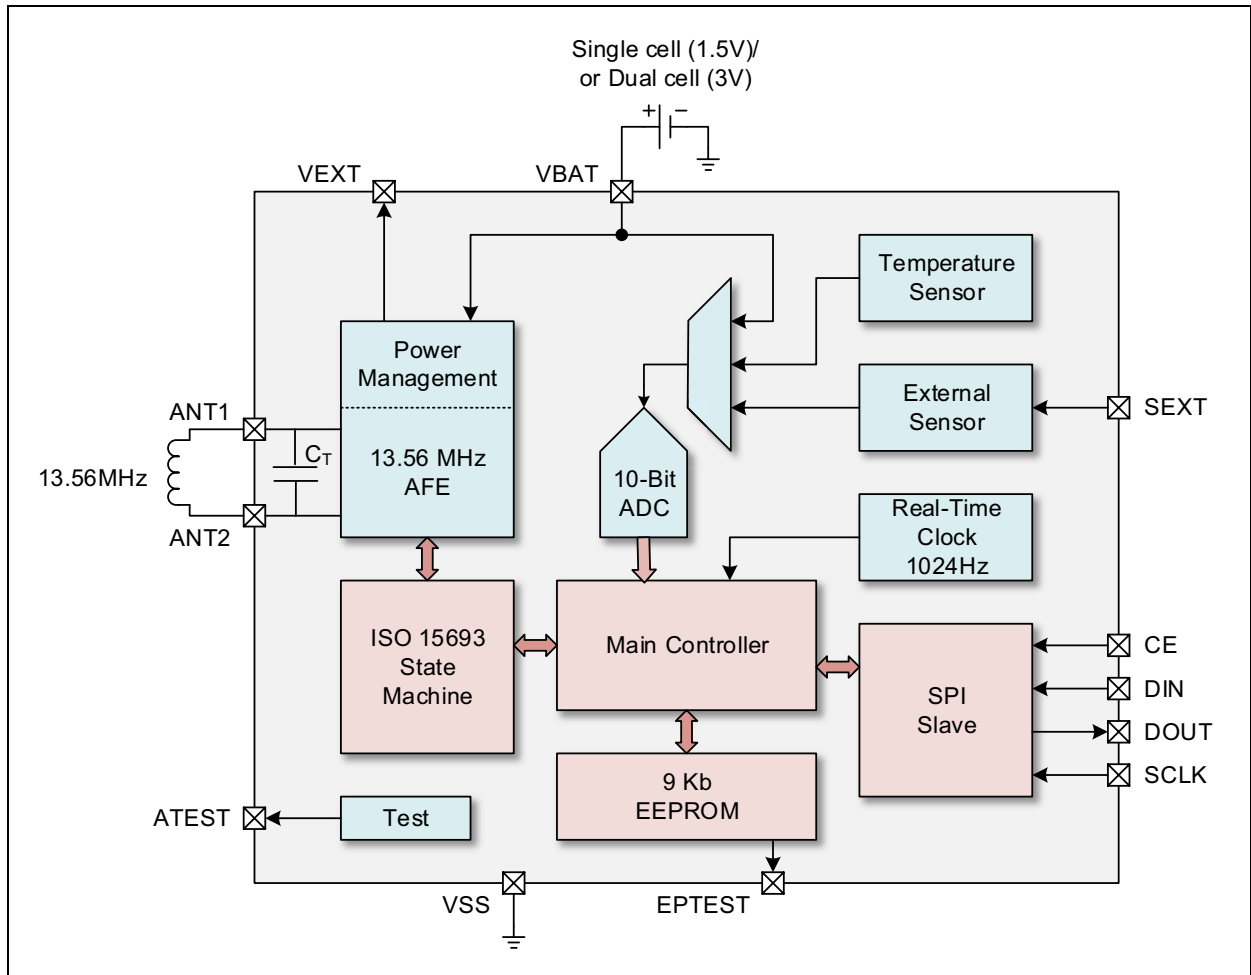 Single cell (1.5V)/
or Dual cell (3V)
+ −
VEXT
VBAT
Temperature
Sensor
Power
Management
ANT1
External
Sensor
SEXT
CT
13.56MHz
13.56 MHz
AFE
10-Bit
ADC
Real-Time
Clock
1024Hz
ANT2
ISO 15693
State
Machine
Main Controller
CE
DIN
SPI
Slave
DOUT
SCLK
9 Kb
EEPROM
ATEST
Test
VSS
EPTEST